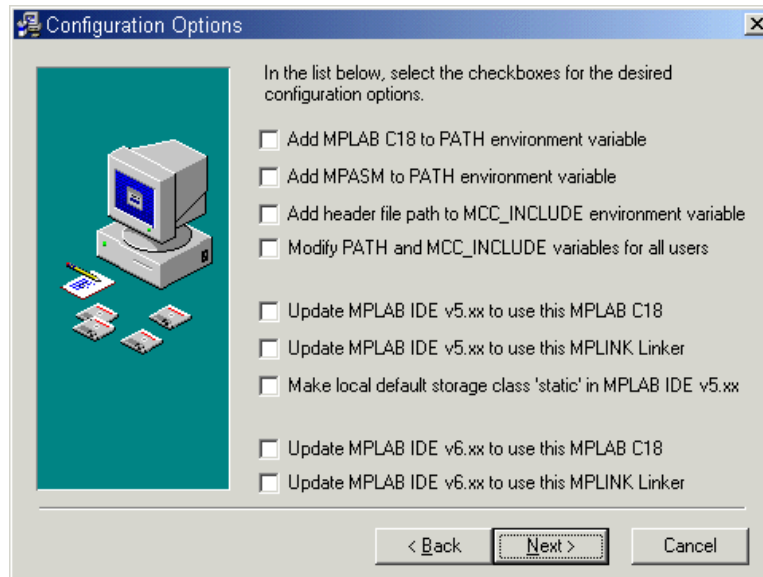 Configuration Options
In the list below, select the checkboxes for the desired
configuration options.
Add MPLAB C18 to PATH environment variable
Add MPASM to PATH environment variable
Add header file path to MCC_INCLUDE environment variable
Modify PATH and MCC_INCLUDE variables for all users
Update MPLAB IDE v5.xx to use this MPLAB C18
Update MPLAB IDE v5.xx to use this MPLINK Linker
Make local default storage class 'static' in MPLAB IDE v5.xx
Update MPLAB IDE v6.xx to use this MPLAB C18
Update MPLAB IDE v6.xx to use this MPLINK Linker
< Back Next > Cancel